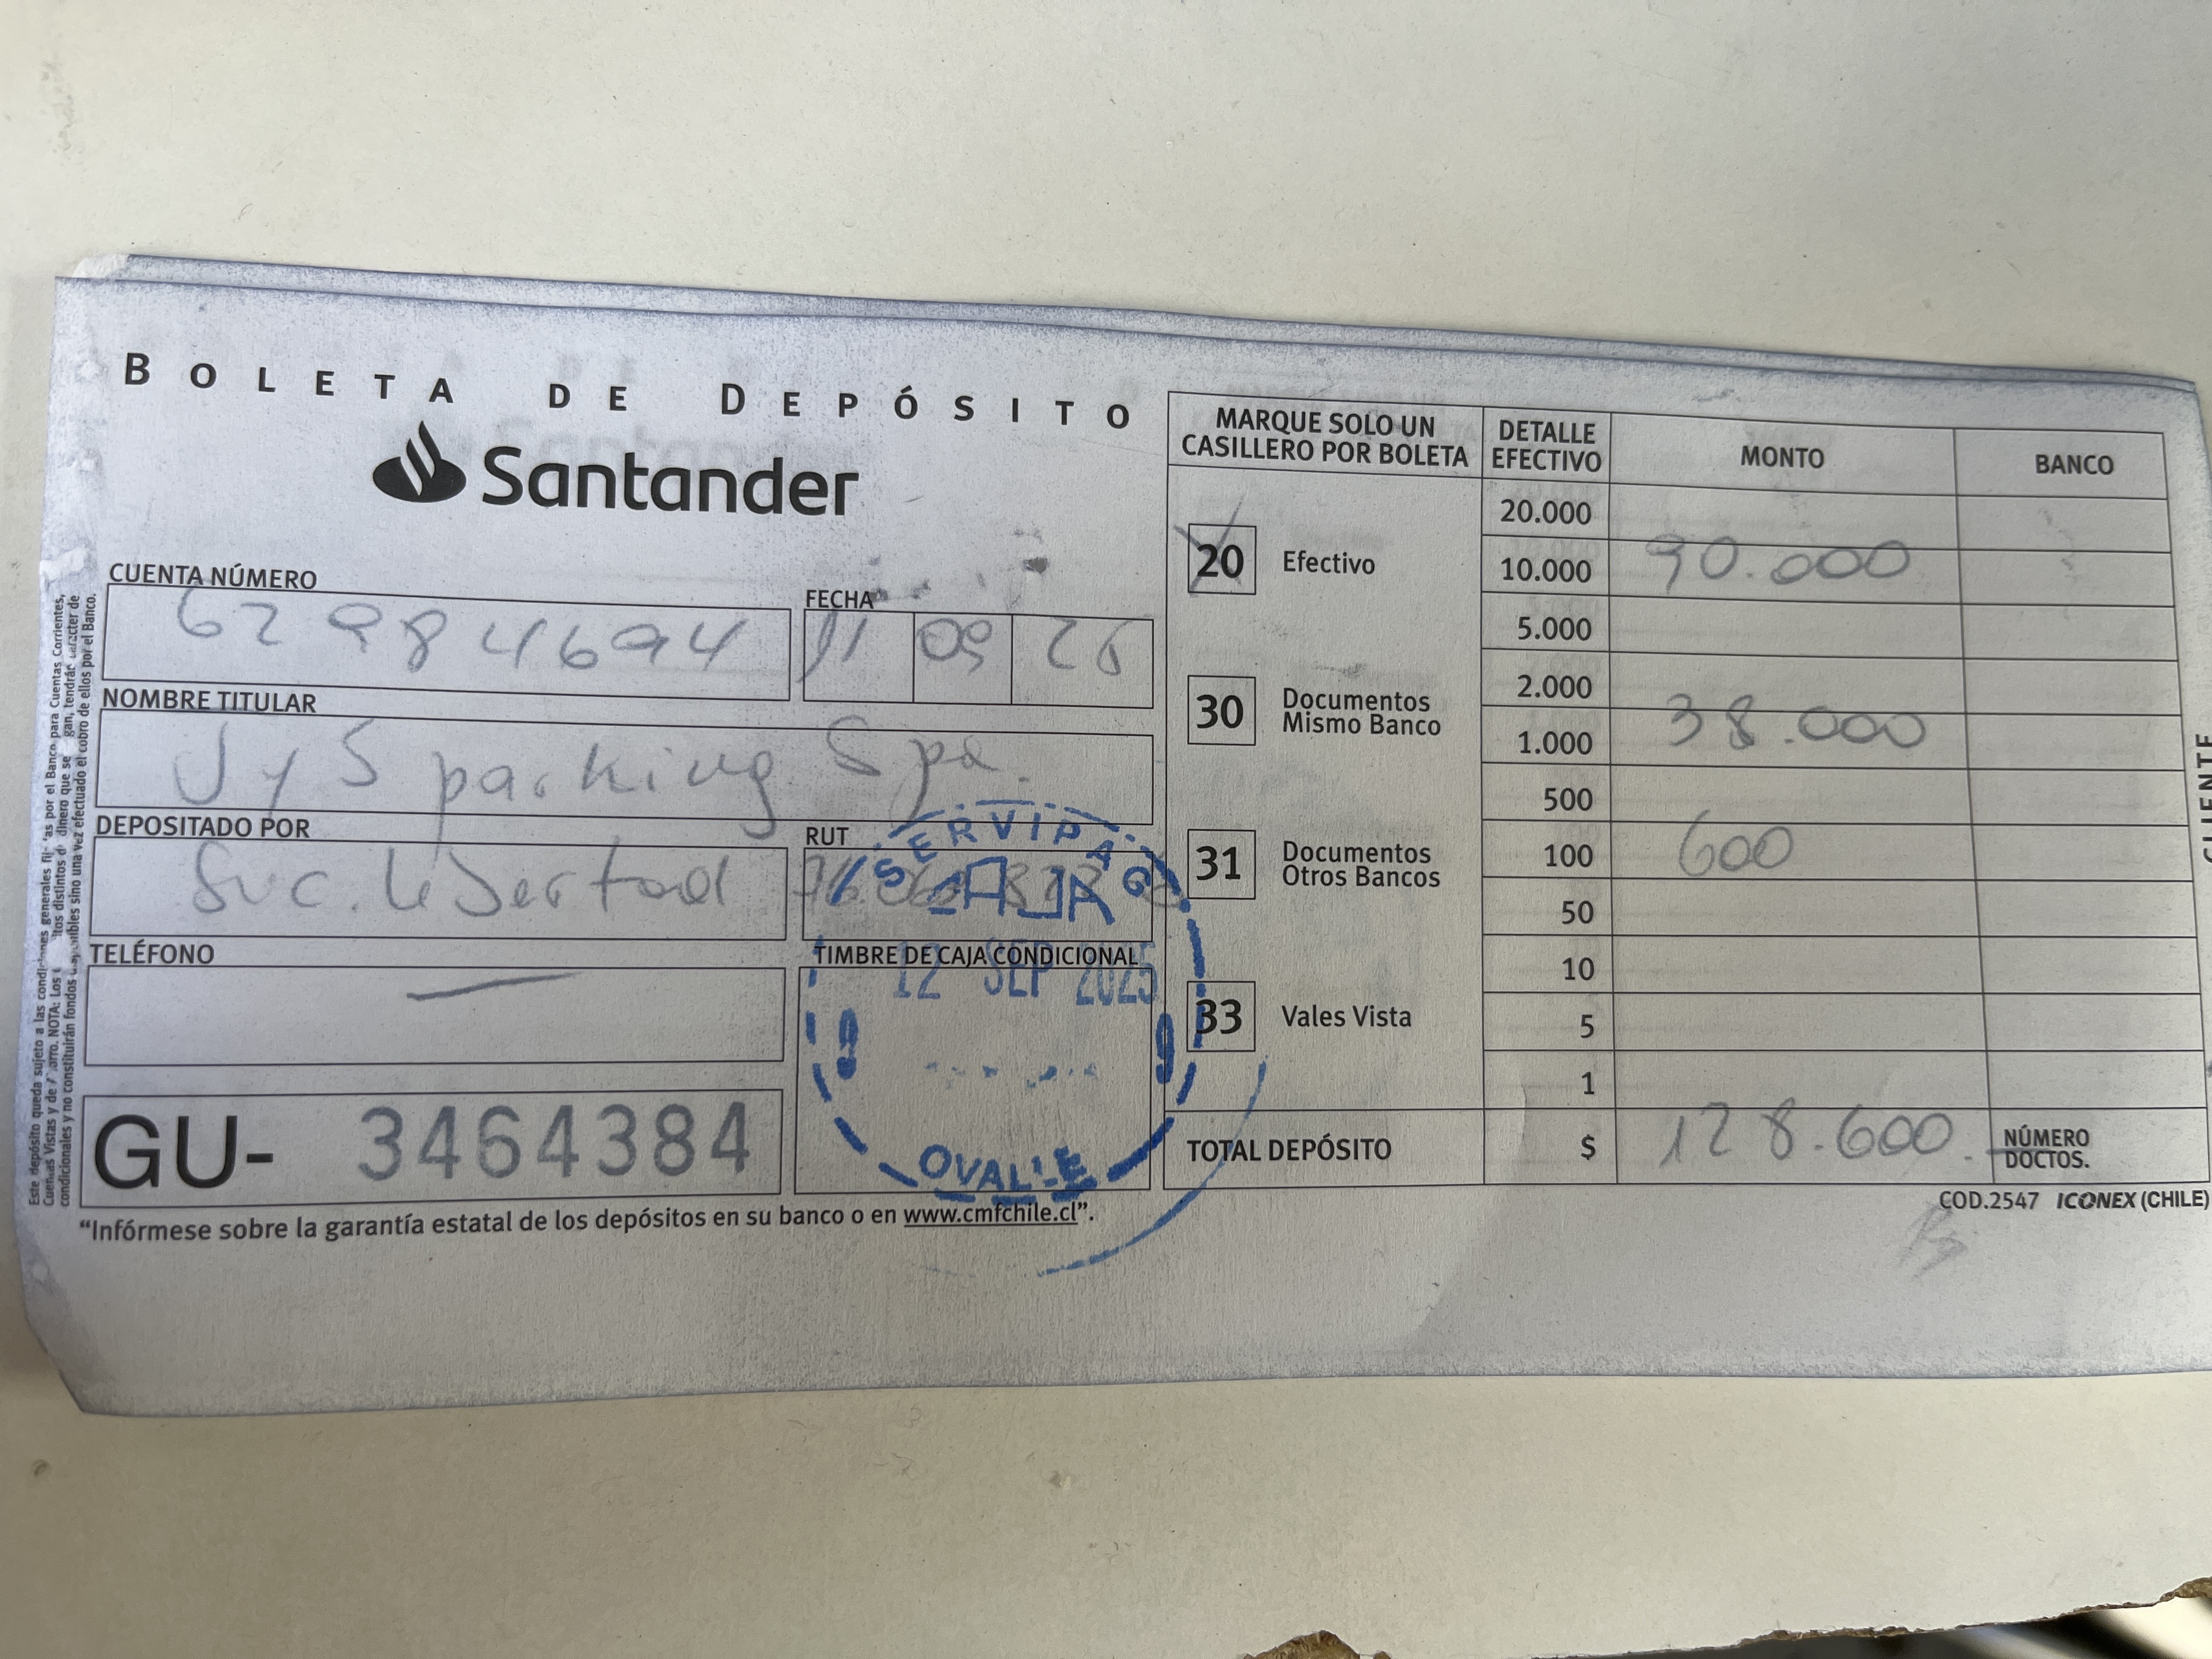 BOLETA DE DEPÓSITO
Santander
CUENTA NÚMERO
62984694
FECHA
11 09 26
NOMBRE TITULAR
J y S parking Spa.
DEPOSITADO POR
Suc. Libertad
RUT
TELÉFONO
TIMBRE DE CAJA CONDICIONAL
SERVIPAG
CAJA
12 SEP 2025
OVALLE
GU- 3464384
"Infórmese sobre la garantía estatal de los depósitos en su banco o en www.cmfchile.cl".
MARQUE SOLO UN CASILLERO POR BOLETA
20 Efectivo
30 Documentos Mismo Banco
31 Documentos Otros Bancos
33 Vales Vista
DETALLE EFECTIVO MONTO BANCO
20.000
10.000 90.000
5.000
2.000
1.000 38.000
500
100 600
50
10
5
1
TOTAL DEPÓSITO $ 128.600.
NÚMERO DOCTOS.
COD.2547 ICONEX (CHILE)
CLIENTE